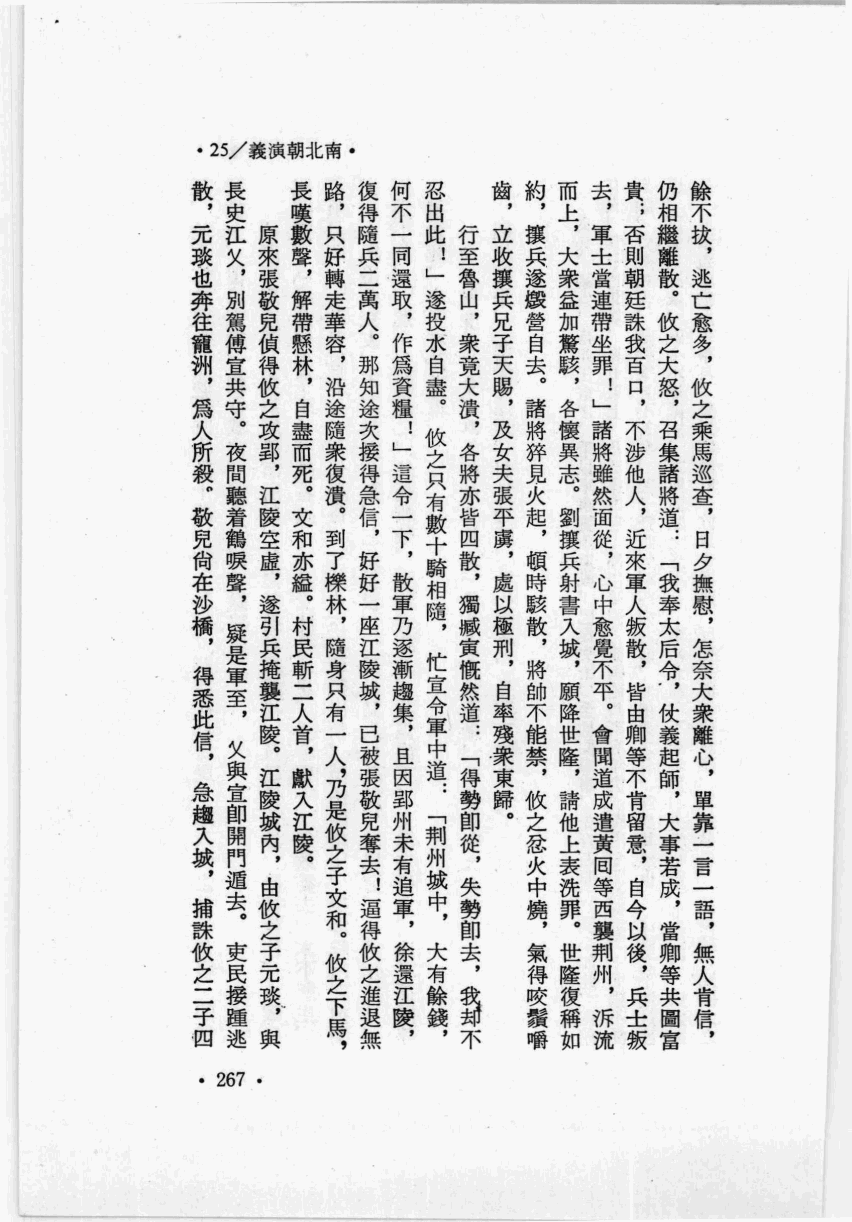 •25／義演朝北南•
餘不拔，逃亡愈多，攸之乘馬巡查，日夕撫慰，怎奈大衆離心，單靠一言一語，無人肯信，
仍相繼離散。攸之大怒，召集諸將道：「我奉太后令，仗義起師，大事若成，當卿等共圖富
貴；否則朝廷誅我百口，不涉他人，近來軍人叛散，皆由卿等不肯留意，自今以後，兵士叛
去，軍士當連帶坐罪！」諸將雖然面從，心中愈覺不平。會聞道成遣黃回等西襲荆州，泝流
而上，大衆益加驚駭，各懷異志。劉攘兵射書入城，願降世隆，請他上表洗罪。世隆復稱如
約，攘兵遂燬營自去。諸將猝見火起，頓時駭散，將帥不能禁，攸之忿火中燒，氣得咬鬚嚼
齒，立收攘兵兄子天賜，及女夫張平虜，處以極刑，自率殘衆東歸。
行至魯山，衆竟大潰，各將亦皆四散，獨臧寅慨然道：「得勢卽從，失勢卽去，我却不
忍出此！」遂投水自盡。攸之只有數十騎相隨，忙宣令軍中道：「荆州城中，大有餘錢，
何不一同還取，作爲資糧！」這令一下，散軍乃逐漸趨集，且因郢州未有追軍，徐還江陵，
復得隨兵二萬人。那知途次接得急信，好好一座江陵城，已被張敬兒奪去！逼得攸之進退無
路，只好轉走華容，沿途隨衆復潰。到了櫟林，隨身只有一人，乃是攸之子文和。攸之下馬，
長嘆數聲，解帶懸林，自盡而死。文和亦縊。村民斬二人首，獻入江陵。
原來張敬兒偵得攸之攻郢，江陵空虛，遂引兵掩襲江陵。江陵城內，由攸之子元琰，與
長史江乂，別駕傅宣共守。夜間聽着鶴唳聲，疑是軍至，乂與宣卽開門遁去。吏民接踵逃
散，元琰也奔往寵洲，爲人所殺。敬兒尙在沙橋，得悉此信，急趨入城，捕誅攸之二子四
•267•